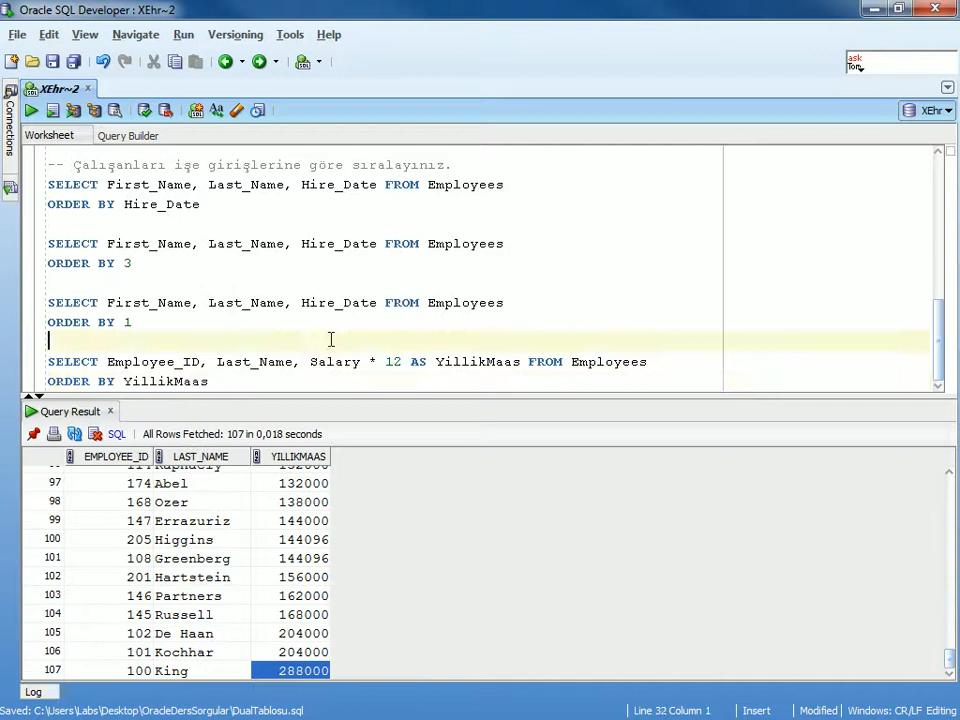 Oracle SQL Developer : XEhr~2
File Edit View Navigate Run Versioning Tools Help
ask
Tom
XEhr~2
XEhr
Connections
Worksheet Query Builder
-- Çalışanları işe girişlerine göre sıralayınız.
SELECT First_Name, Last_Name, Hire_Date FROM Employees
ORDER BY Hire_Date
SELECT First_Name, Last_Name, Hire_Date FROM Employees
ORDER BY 3
SELECT First_Name, Last_Name, Hire_Date FROM Employees
ORDER BY 1
SELECT Employee_ID, Last_Name, Salary * 12 AS YillikMaas FROM Employees
ORDER BY YillikMaas
Query Result
SQL All Rows Fetched: 107 in 0,018 seconds
EMPLOYEE_ID LAST_NAME YILLIKMAAS
97 174 Abel 132000
98 168 Ozer 138000
99 147 Errazuriz 144000
100 205 Higgins 144096
101 108 Greenberg 144096
102 201 Hartstein 156000
103 146 Partners 162000
104 145 Russell 168000
105 102 De Haan 204000
106 101 Kochhar 204000
107 100 King 288000
Log
Saved: C:\Users\Labs\Desktop\OracleDersSorgular\DualTablosu.sql Line 32 Column 1 Insert Modified Windows: CR/LF Editing